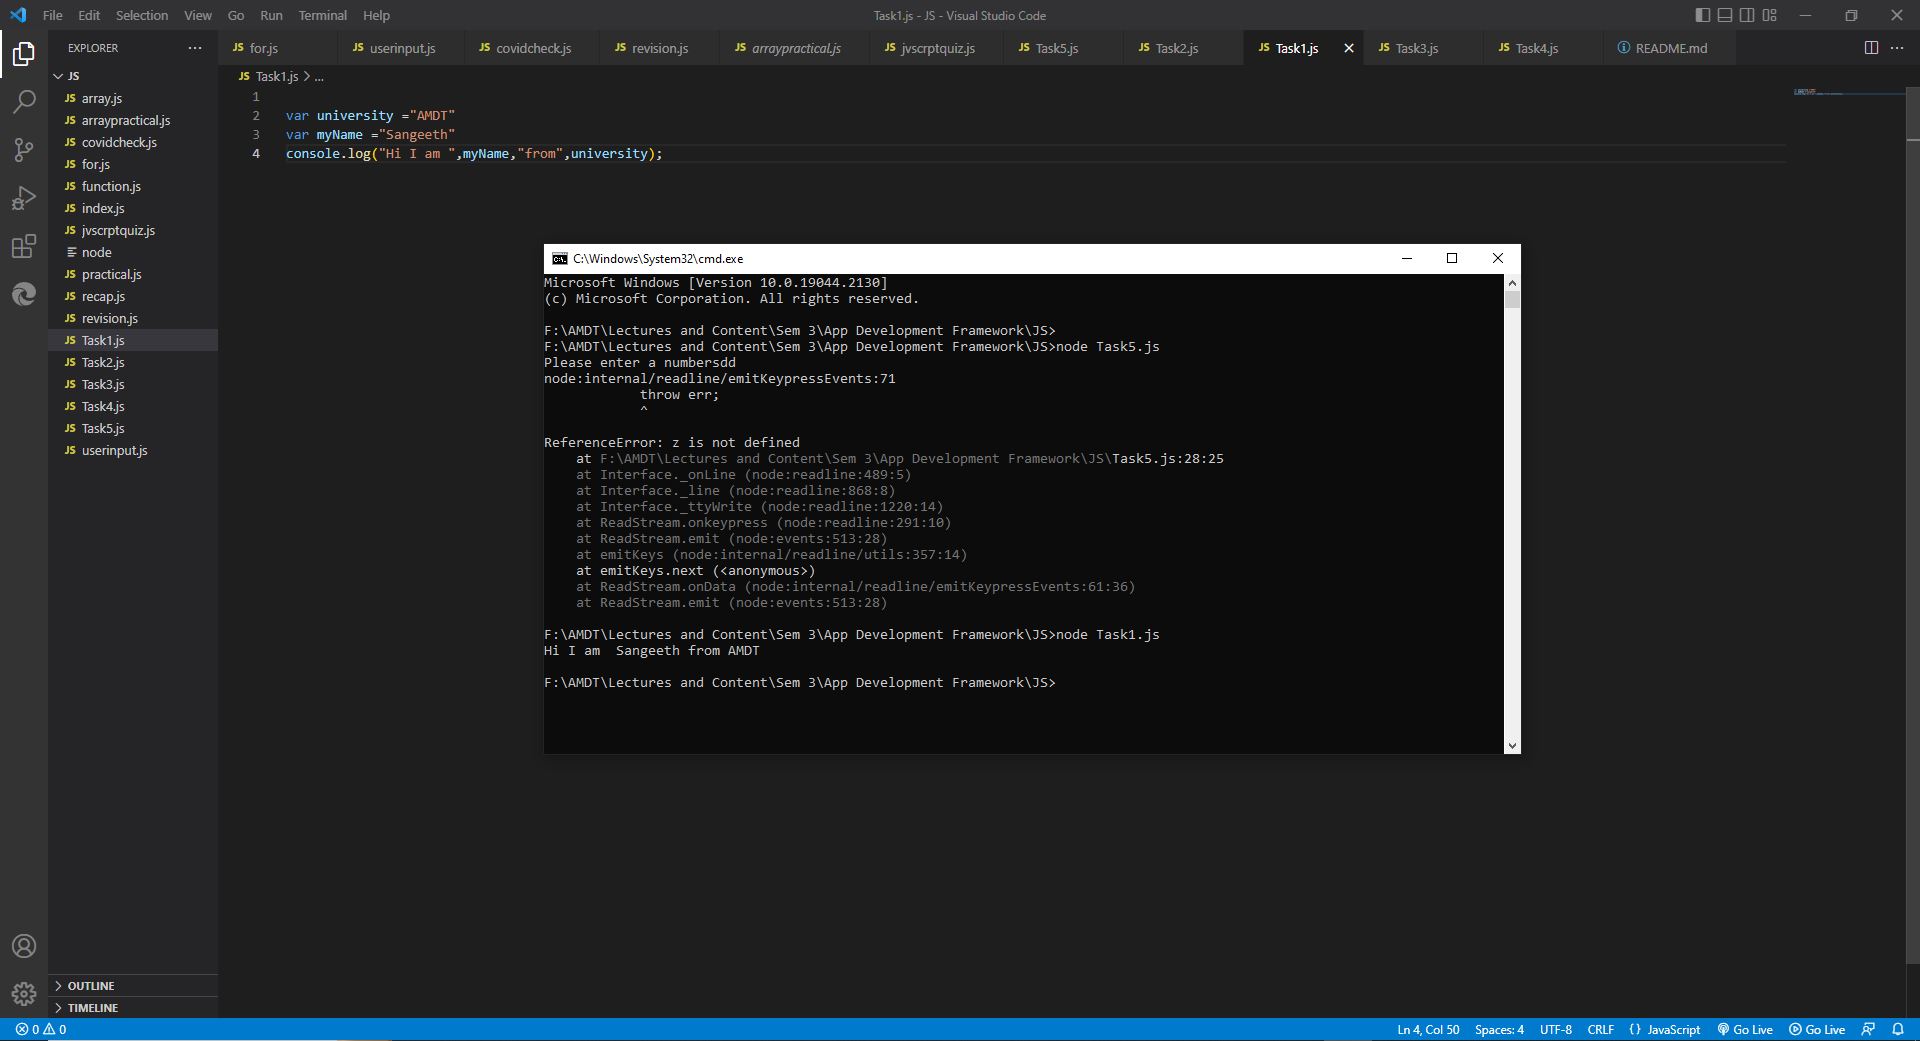 File Edit Selection View Go Run Terminal Help Task1.js - JS - Visual Studio Code
EXPLORER
JS for.js JS userinput.js JS covidcheck.js JS revision.js JS arraypractical.js JS jvscrptquiz.js JS Task5.js JS Task2.js JS Task1.js JS Task3.js JS Task4.js README.md
JS
JS array.js
JS arraypractical.js
JS covidcheck.js
JS for.js
JS function.js
JS index.js
JS jvscrptquiz.js
node
JS practical.js
JS recap.js
JS revision.js
JS Task1.js
JS Task2.js
JS Task3.js
JS Task4.js
JS Task5.js
JS userinput.js
OUTLINE
TIMELINE
JS Task1.js > ...
1
2 var university ="AMDT"
3 var myName ="Sangeeth"
4 console.log("Hi I am ",myName,"from",university);
C:\Windows\System32\cmd.exe
Microsoft Windows [Version 10.0.19044.2130]
(c) Microsoft Corporation. All rights reserved.
F:\AMDT\Lectures and Content\Sem 3\App Development Framework\JS>
F:\AMDT\Lectures and Content\Sem 3\App Development Framework\JS>node Task5.js
Please enter a numbersdd
node:internal/readline/emitKeypressEvents:71
throw err;
^
ReferenceError: z is not defined
at F:\AMDT\Lectures and Content\Sem 3\App Development Framework\JS\Task5.js:28:25
at Interface._onLine (node:readline:489:5)
at Interface._line (node:readline:868:8)
at Interface._ttyWrite (node:readline:1220:14)
at ReadStream.onkeypress (node:readline:291:10)
at ReadStream.emit (node:events:513:28)
at emitKeys (node:internal/readline/utils:357:14)
at emitKeys.next (<anonymous>)
at ReadStream.onData (node:internal/readline/emitKeypressEvents:61:36)
at ReadStream.emit (node:events:513:28)
F:\AMDT\Lectures and Content\Sem 3\App Development Framework\JS>node Task1.js
Hi I am  Sangeeth from AMDT
F:\AMDT\Lectures and Content\Sem 3\App Development Framework\JS>
0 0 Ln 4, Col 50 Spaces: 4 UTF-8 CRLF {} JavaScript Go Live Go Live